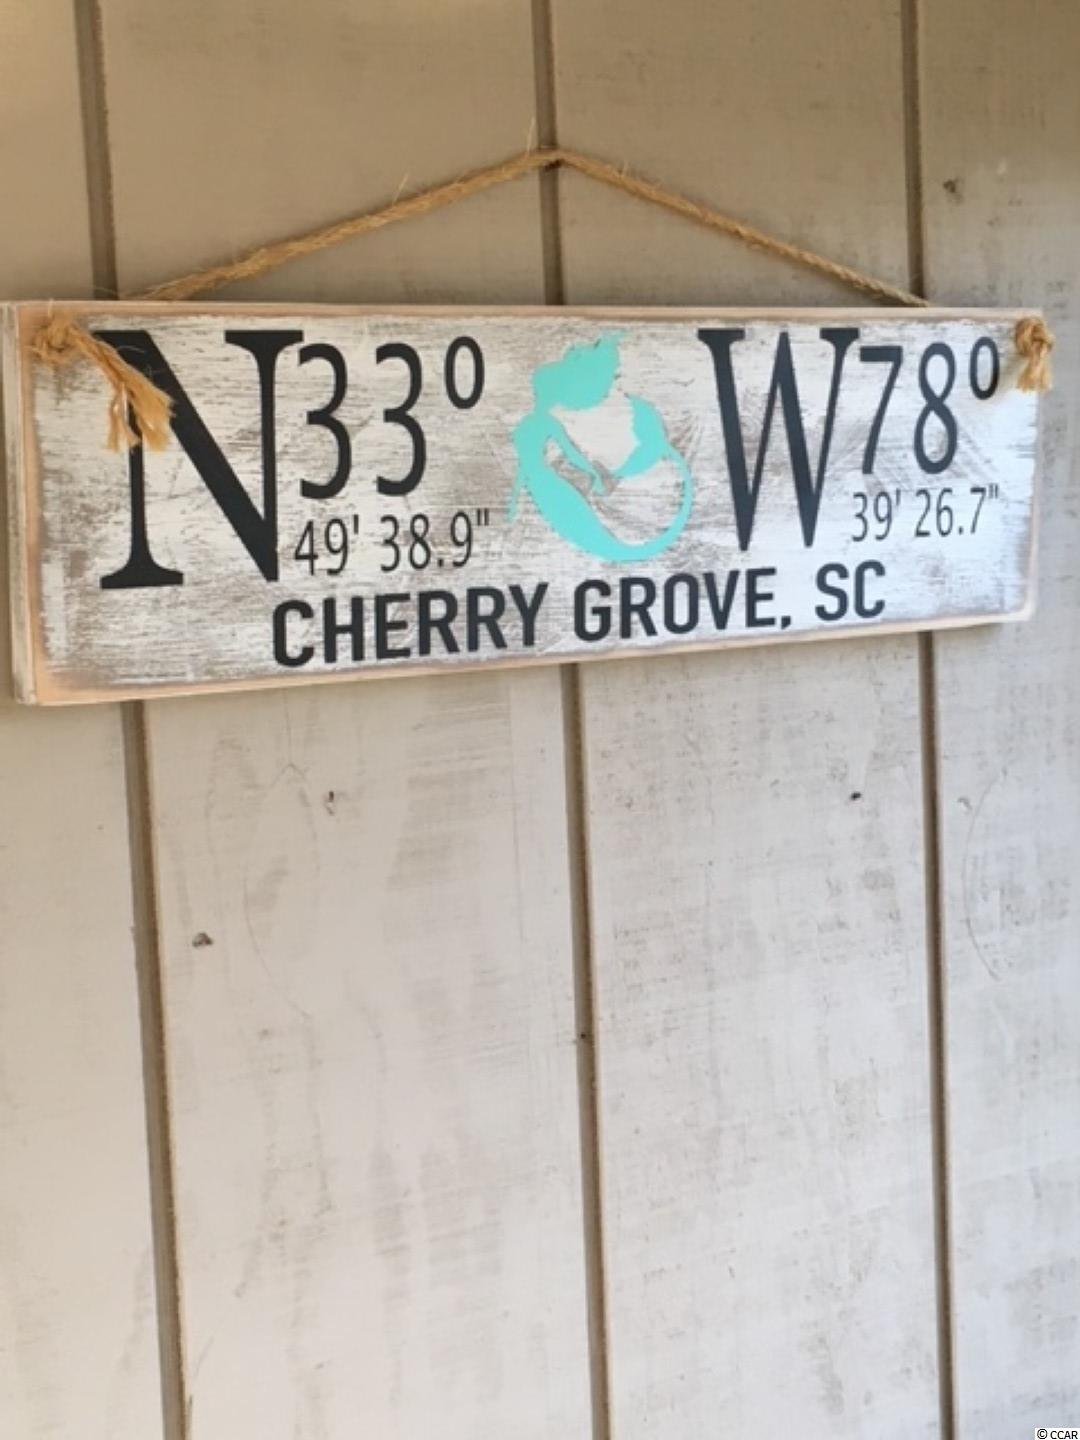 N33° W78°
49' 38.9" 39' 26.7"
CHERRY GROVE, SC
© CCAR